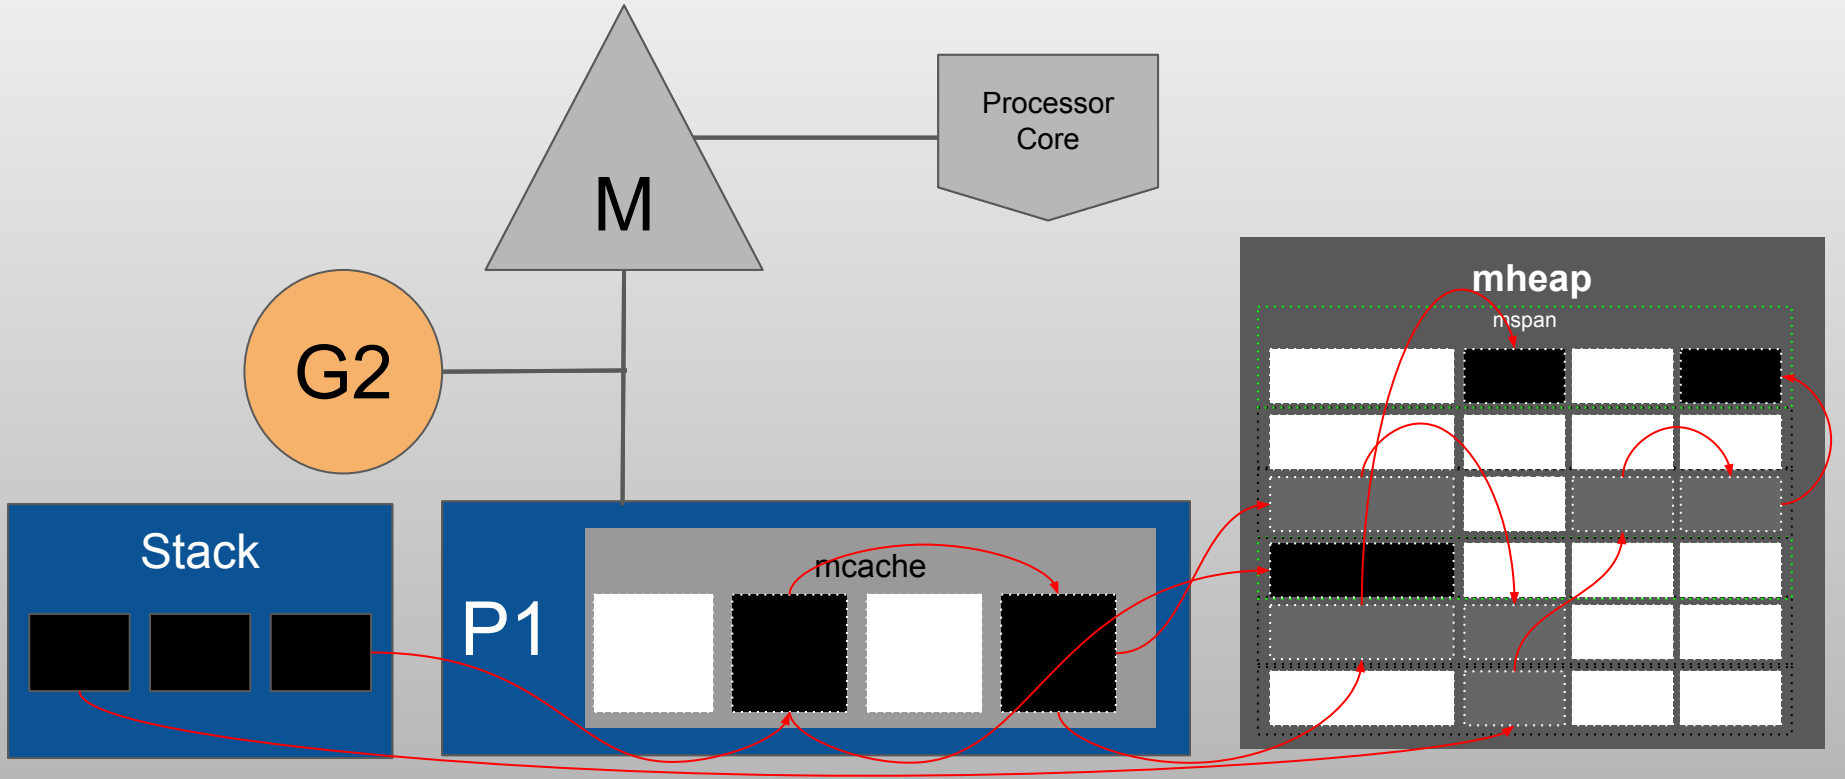 Processor
Core
M
mheap
mspan
G2
Stack
mcache
P1